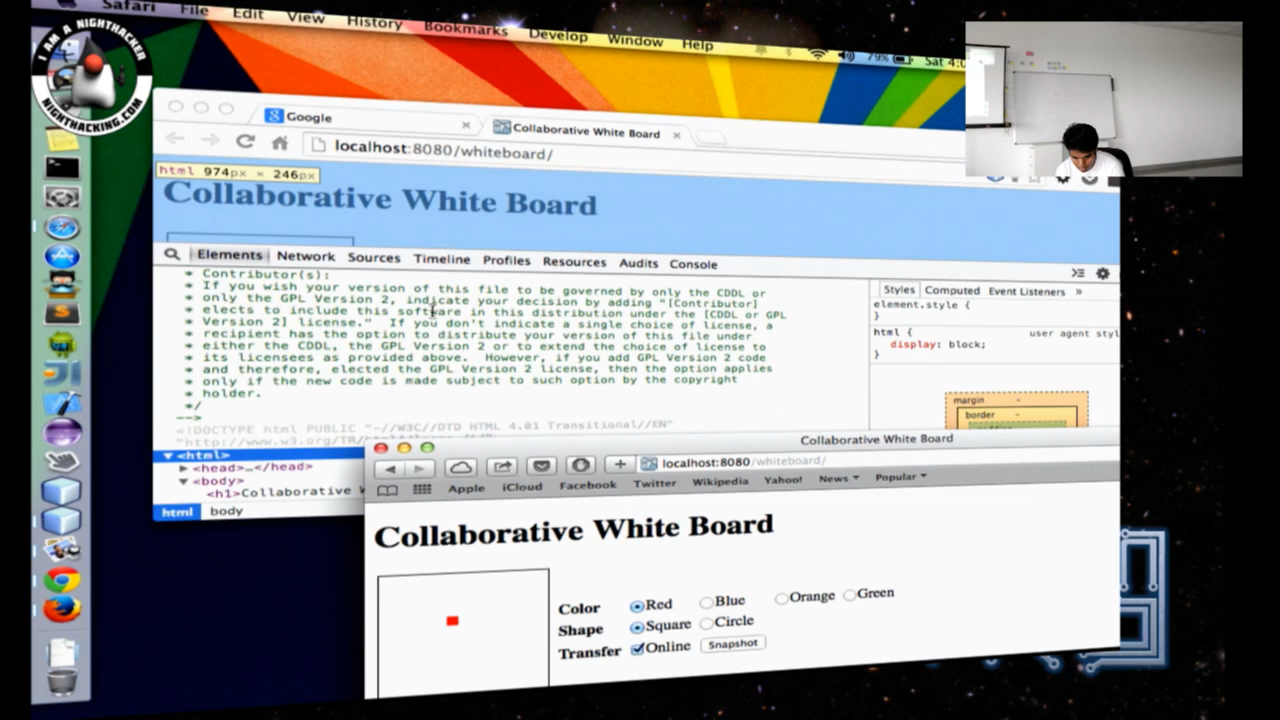 Safari File Edit View History Bookmarks Develop Window Help 79% Sat 4:0
I AM A NIGHTHACKER
NIGHTHACKING.COM
Google
Collaborative White Board
localhost:8080/whiteboard/
html 974px × 246px
Collaborative White Board
Elements Network Sources Timeline Profiles Resources Audits Console
* Contributor(s):
* If you wish your version of this file to be governed by only the CDDL or
* only the GPL Version 2, indicate your decision by adding "[Contributor]
* elects to include this software in this distribution under the [CDDL or GPL
* Version 2] license." If you don't indicate a single choice of license, a
* recipient has the option to distribute your version of this file under
* either the CDDL, the GPL Version 2 or to extend the choice of license to
* its licensees as provided above. However, if you add GPL Version 2 code
* and therefore, elected the GPL Version 2 license, then the option applies
* only if the new code is made subject to such option by the copyright
* holder.
*/
-->
<!DOCTYPE html PUBLIC "-//W3C//DTD HTML 4.01 Transitional//EN"
"http://www.w3.org/TR/
<html>
<head>…</head>
<body>
<h1>Collaborative
html body
Styles Computed Event Listeners »
element.style {
}
html { user agent styl
display: block;
}
margin -
border -
Collaborative White Board
localhost:8080/whiteboard/
Apple iCloud Facebook Twitter Wikipedia Yahoo! News Popular
Collaborative White Board
Color Red Blue Orange Green
Shape Square Circle
Transfer Online Snapshot